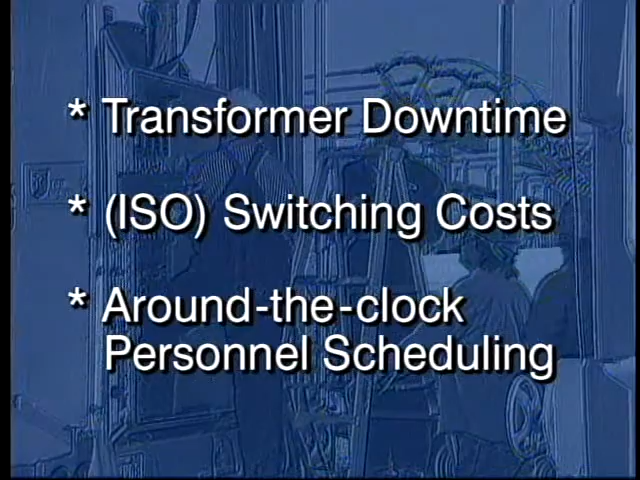 * Transformer Downtime
* (ISO) Switching Costs
* Around-the-clock
Personnel Scheduling